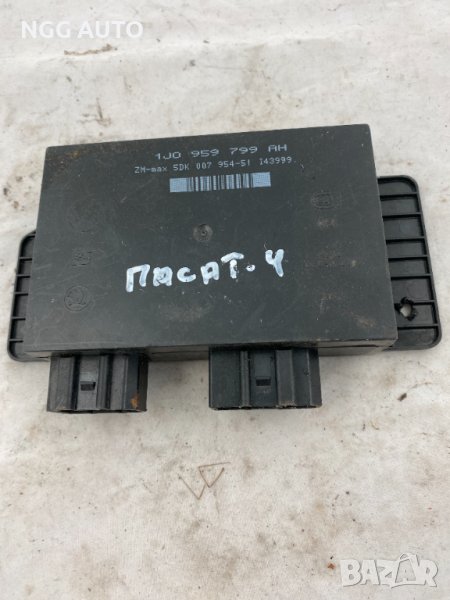 NGG AUTO
1J0 959 799 AH
ZM-max 5DK 007 954-51 I43999
ПАСАТ-4
bazar